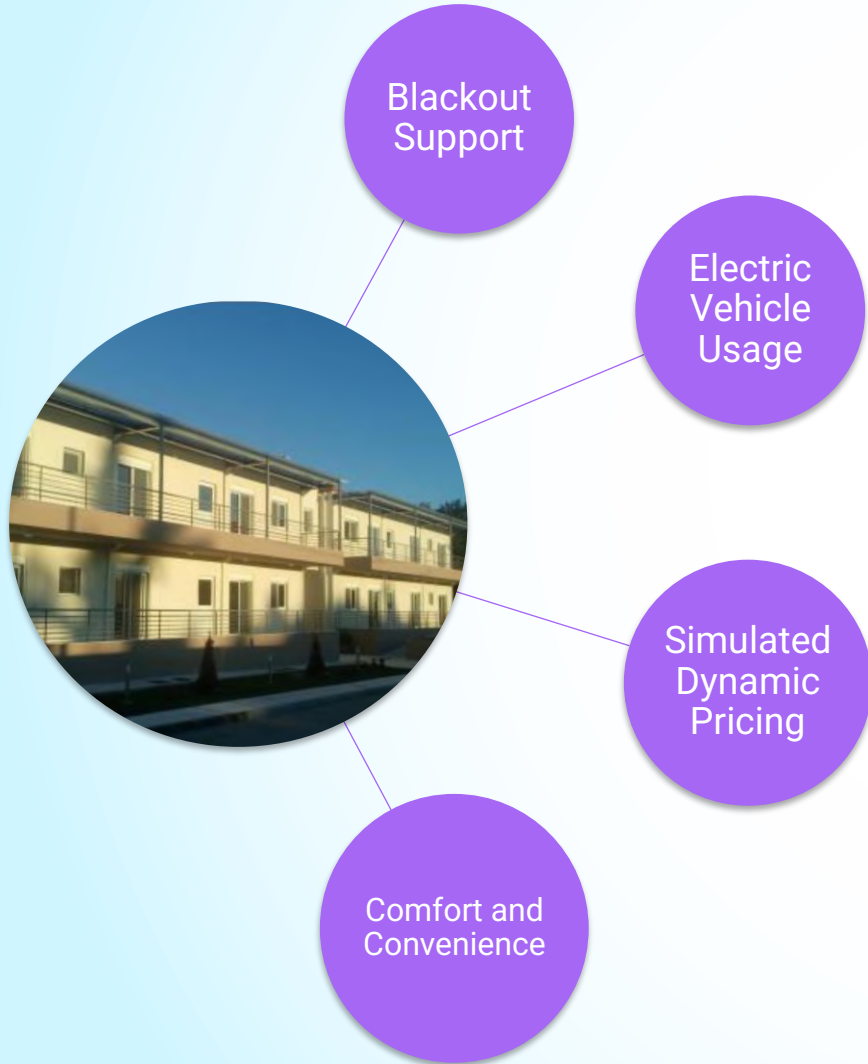 Blackout
Support
Electric
Vehicle
Usage
Simulated
Dynamic
Pricing
Comfort and
Convenience